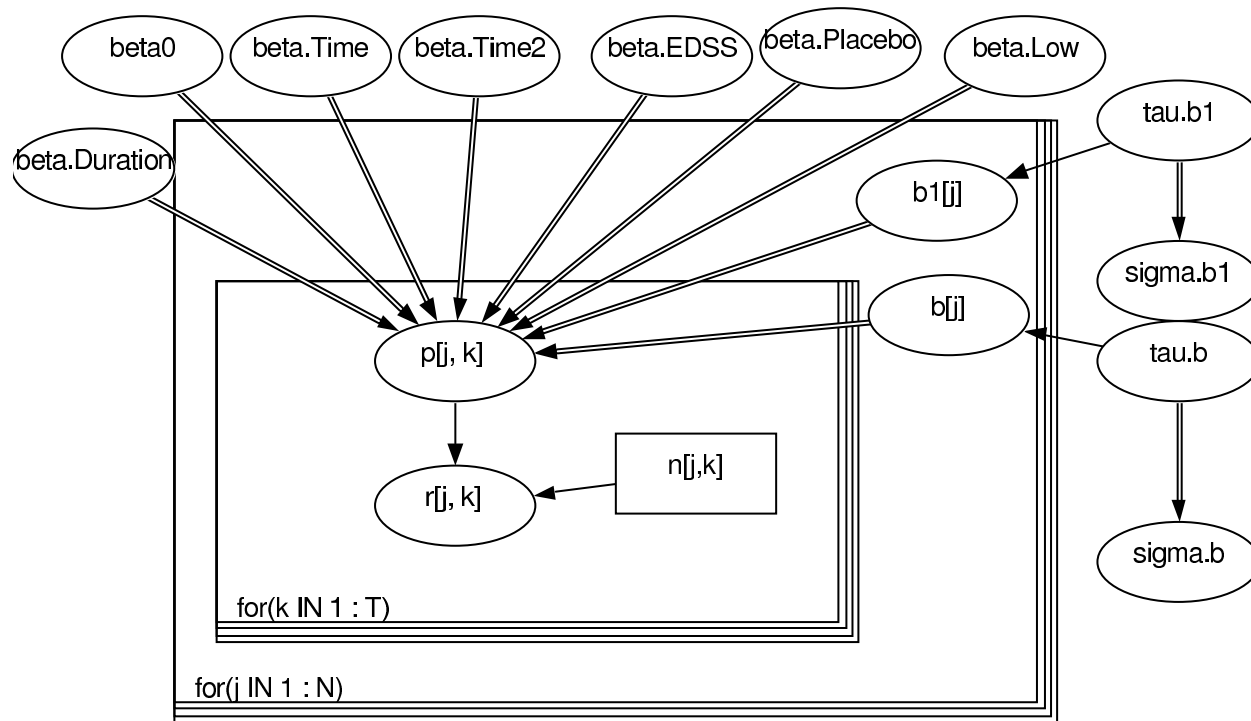 beta0
beta.Time
beta.Time2
beta.EDSS
beta.Placebo
beta.Low
tau.b1
beta.Duration
b1[j]
sigma.b1
b[j]
tau.b
p[j, k]
n[j,k]
r[j, k]
sigma.b
for(k IN 1 : T)
for(j IN 1 : N)